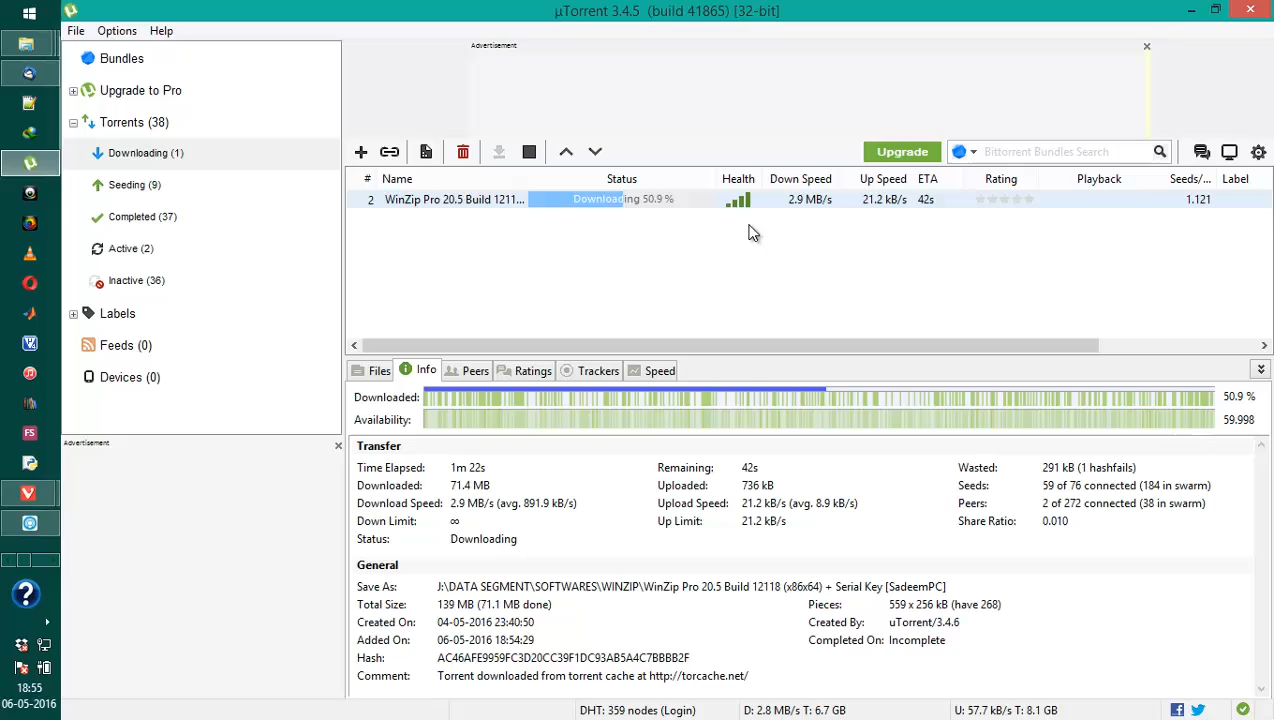 µTorrent 3.4.5 (build 41865) [32-bit]
File Options Help
Advertisement
Bundles
Upgrade to Pro
Torrents (38)
Downloading (1)
Seeding (9)
Completed (37)
Active (2)
Inactive (36)
Labels
Feeds (0)
Devices (0)
Advertisement
Upgrade Bittorrent Bundles Search
# Name Status Health Down Speed Up Speed ETA Rating Playback Seeds/... Label
2 WinZip Pro 20.5 Build 1211... Downloading 50.9 % 2.9 MB/s 21.2 kB/s 42s 1.121
Files Info Peers Ratings Trackers Speed
Downloaded: 50.9 %
Availability: 59.998
Transfer
Time Elapsed: 1m 22s Remaining: 42s Wasted: 291 kB (1 hashfails)
Downloaded: 71.4 MB Uploaded: 736 kB Seeds: 59 of 76 connected (184 in swarm)
Download Speed: 2.9 MB/s (avg. 891.9 kB/s) Upload Speed: 21.2 kB/s (avg. 8.9 kB/s) Peers: 2 of 272 connected (38 in swarm)
Down Limit: ∞ Up Limit: 21.2 kB/s Share Ratio: 0.010
Status: Downloading
General
Save As: J:\DATA SEGMENT\SOFTWARES\WINZIP\WinZip Pro 20.5 Build 12118 (x86x64) + Serial Key [SadeemPC]
Total Size: 139 MB (71.1 MB done) Pieces: 559 x 256 kB (have 268)
Created On: 04-05-2016 23:40:50 Created By: uTorrent/3.4.6
Added On: 06-05-2016 18:54:29 Completed On: Incomplete
Hash: AC46AFE9959FC3D20CC39F1DC93AB5A4C7BBBB2F
Comment: Torrent downloaded from torrent cache at http://torcache.net/
DHT: 359 nodes (Login) D: 2.8 MB/s T: 6.7 GB U: 57.7 kB/s T: 8.1 GB
FS
18:55
06-05-2016